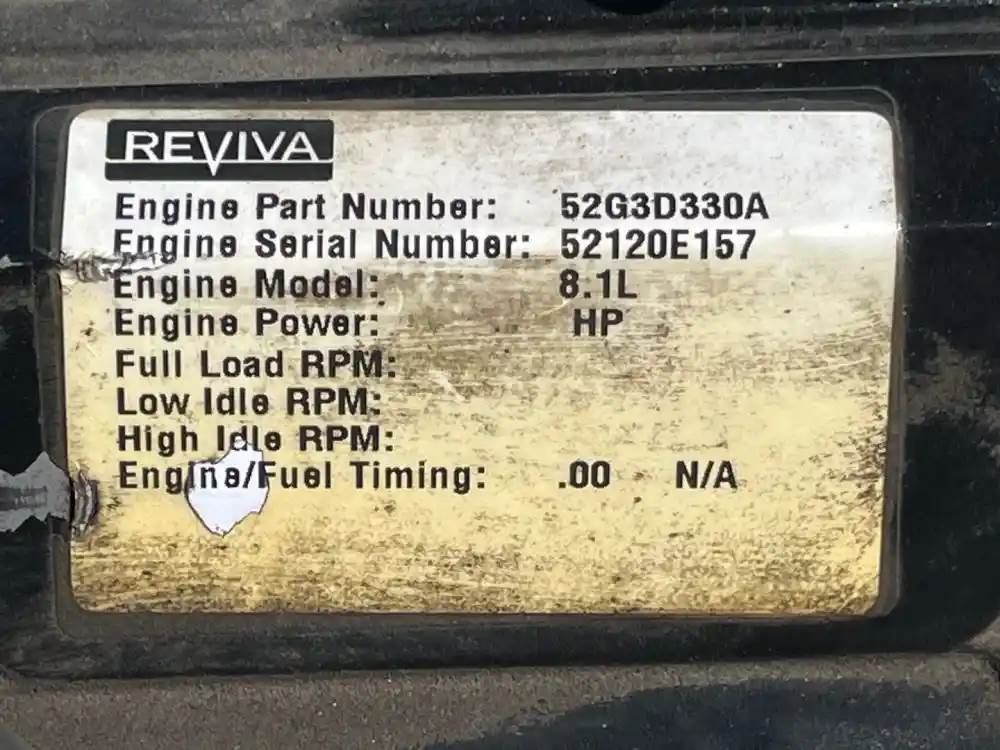 REVIVA
Engine Part Number: 52G3D330A
Engine Serial Number: 52120E157
Engine Model: 8.1L
Engine Power: HP
Full Load RPM:
Low Idle RPM:
High Idle RPM:
Engine/Fuel Timing: .00 N/A